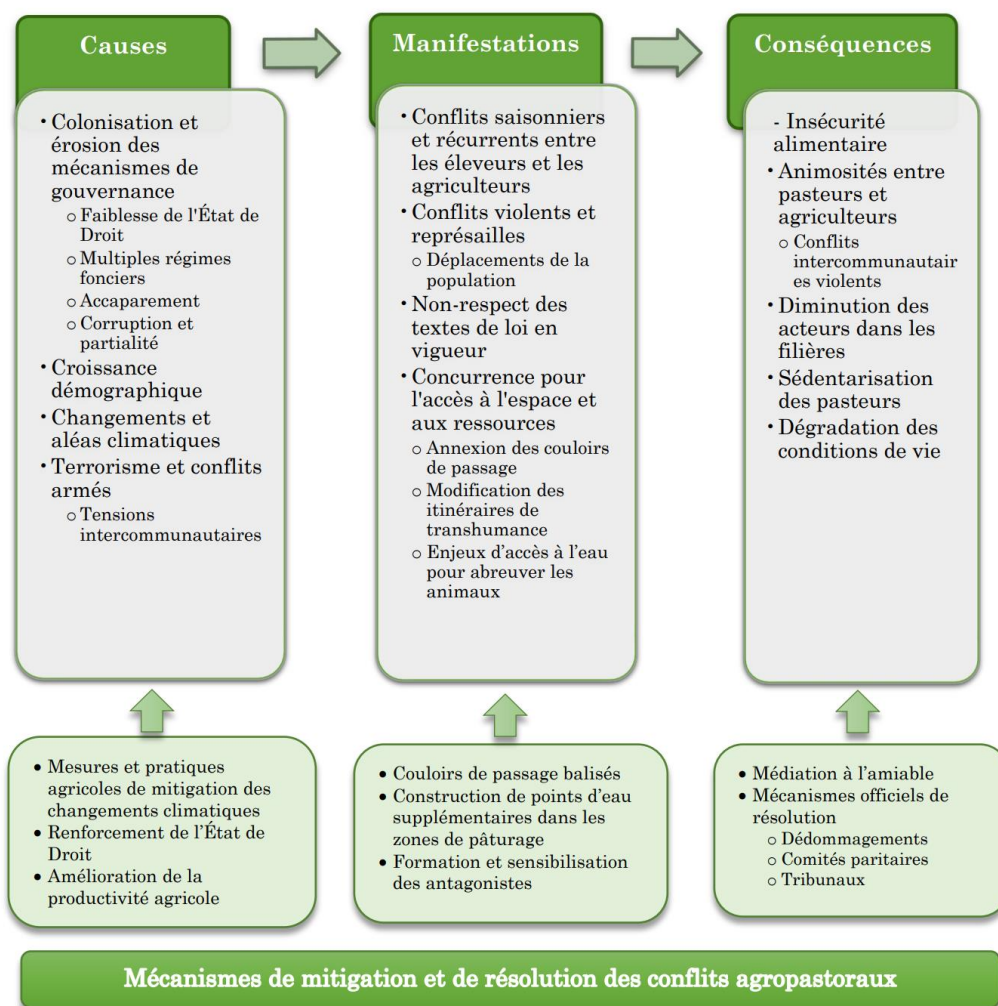 Causes
• Colonisation et
érosion des
mécanismes de
gouvernance
o Faiblesse de l'État de
Droit
o Multiples régimes
fonciers
o Accaparement
o Corruption et
partialité
• Croissance
démographique
• Changements et
aléas climatiques
• Terrorisme et conflits
armés
o Tensions
intercommunautaires
Manifestations
• Conflits saisonniers
et récurrents entre
les éleveurs et les
agriculteurs
• Conflits violents et
représailles
o Déplacements de la
population
• Non-respect des
textes de loi en
vigueur
• Concurrence pour
l'accès à l'espace et
aux ressources
o Annexion des couloirs
de passage
o Modification des
itinéraires de
transhumance
o Enjeux d’accès à l’eau
pour abreuver les
animaux
Conséquences
- Insécurité
alimentaire
• Animosités entre
pasteurs et
agriculteurs
o Conflits
intercommunautair
es violents
• Diminution des
acteurs dans les
filières
• Sédentarisation
des pasteurs
• Dégradation des
conditions de vie
• Mesures et pratiques
agricoles de mitigation des
changements climatiques
• Renforcement de l’État de
Droit
• Amélioration de la
productivité agricole
• Couloirs de passage balisés
• Construction de points d’eau
supplémentaires dans les
zones de pâturage
• Formation et sensibilisation
des antagonistes
• Médiation à l’amiable
• Mécanismes officiels de
résolution
o Dédommagements
o Comités paritaires
o Tribunaux
Mécanismes de mitigation et de résolution des conflits agropastoraux